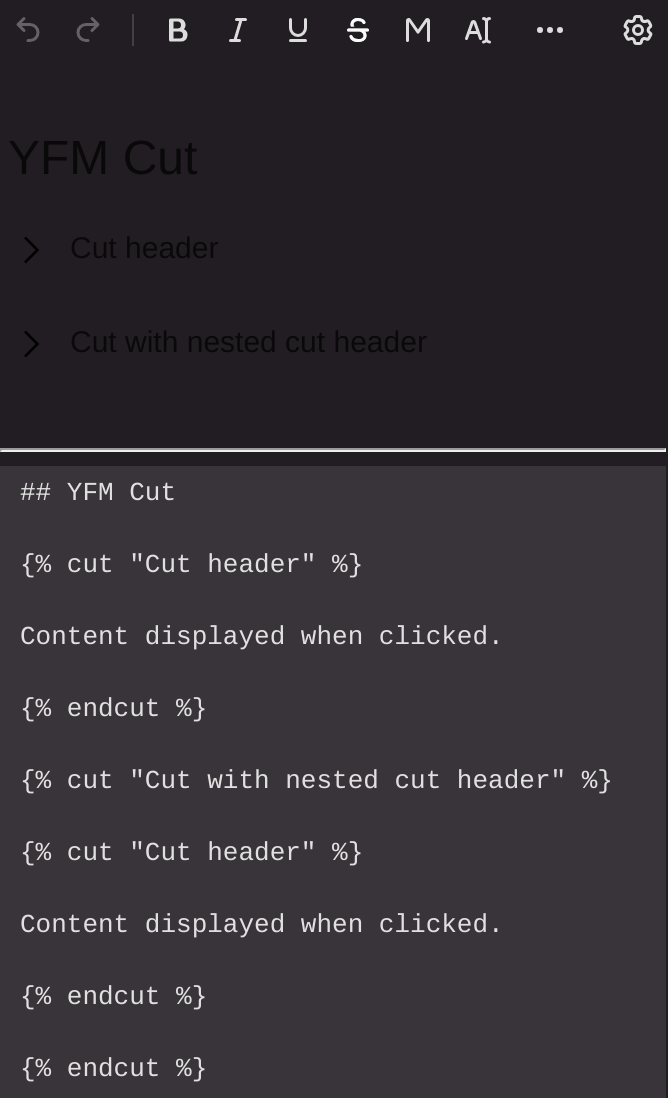 B I U S M A
YFM Cut
Cut header
Cut with nested cut header
## YFM Cut
{% cut "Cut header" %}
Content displayed when clicked.
{% endcut %}
{% cut "Cut with nested cut header" %}
{% cut "Cut header" %}
Content displayed when clicked.
{% endcut %}
{% endcut %}